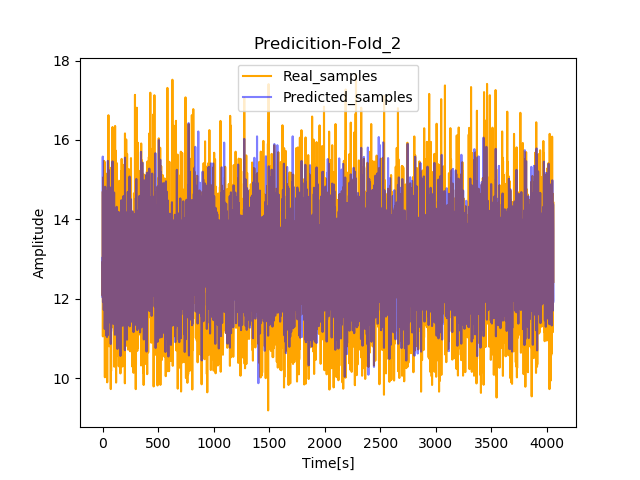 Predicition-Fold_2
Real_samples
Predicted_samples
18
16
14
12
10
Amplitude
0 500 1000 1500 2000 2500 3000 3500 4000
Time[s]